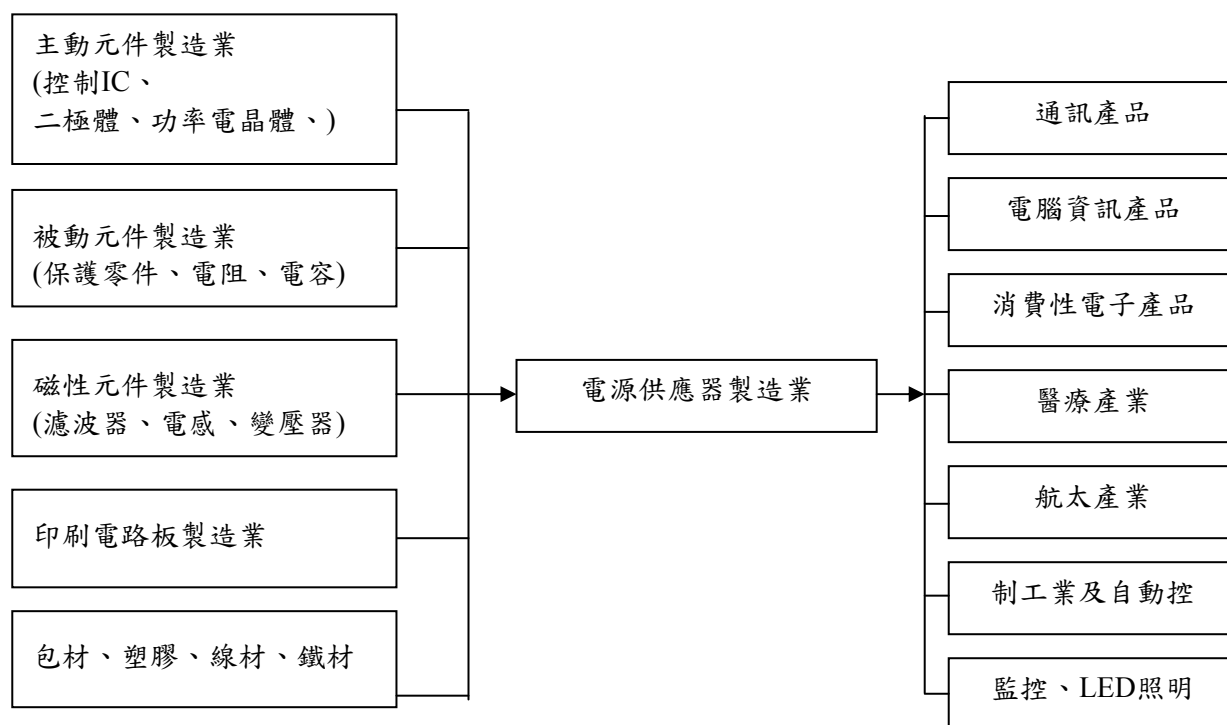 主動元件製造業
(控制IC、
二極體、功率電晶體、)
被動元件製造業
(保護零件、電阻、電容)
磁性元件製造業
(濾波器、電感、變壓器)
印刷電路板製造業
包材、塑膠、線材、鐵材
電源供應器製造業
通訊產品
電腦資訊產品
消費性電子產品
醫療產業
航太產業
制工業及自動控
監控、LED照明